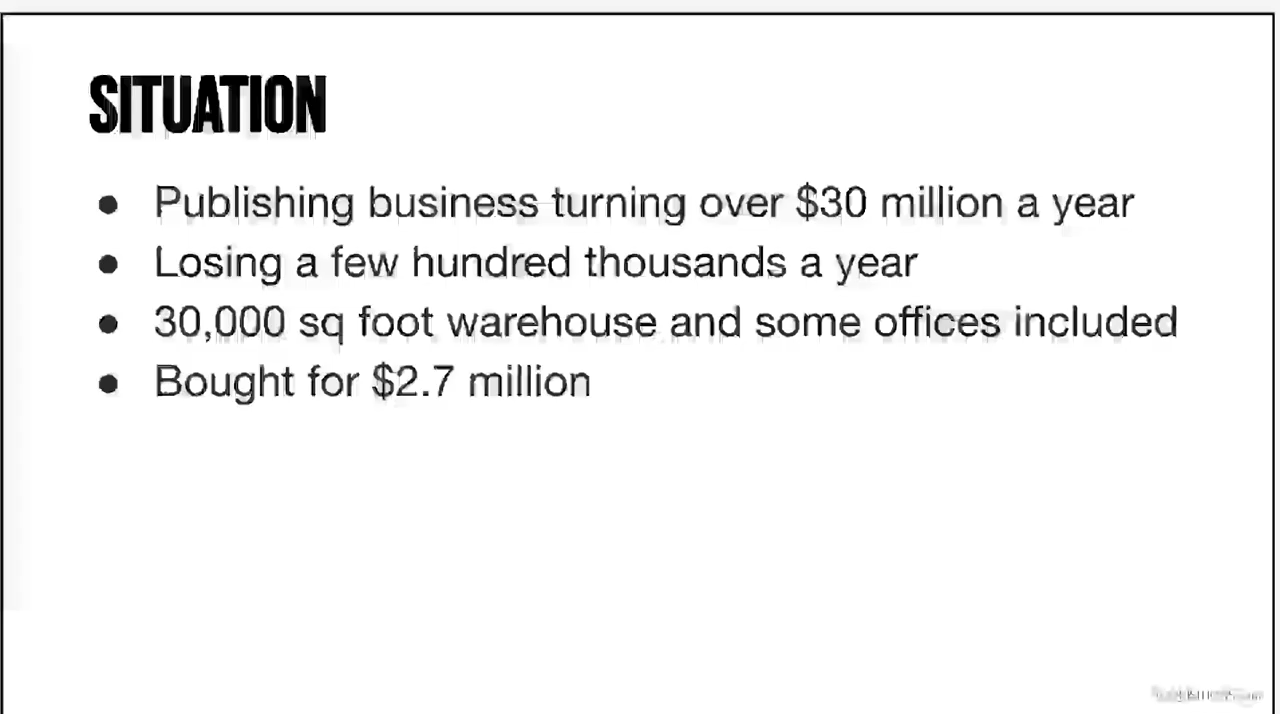 SITUATION
● Publishing business turning over $30 million a year
● Losing a few hundred thousands a year
● 30,000 sq foot warehouse and some offices included
● Bought for $2.7 million